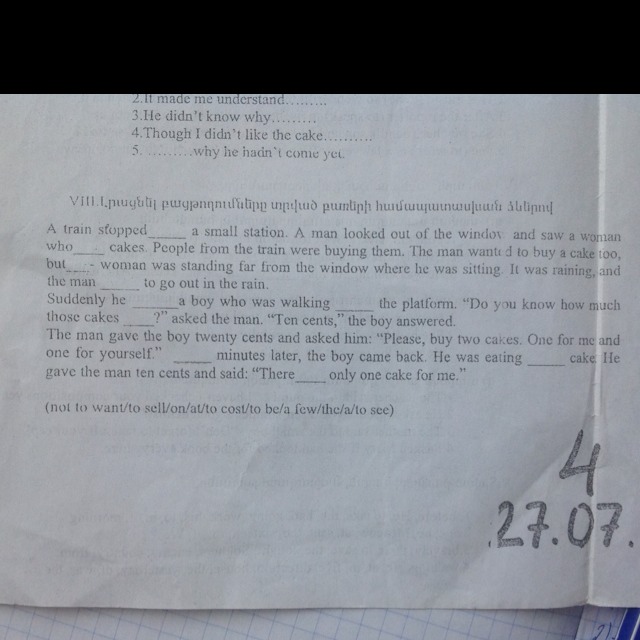 2.It made me understand……..
3.He didn't know why………
4.Though I didn't like the cake……….
5. ………why he hadn't come yet.
VIII.Լրացնել բացթողումները տրված բառերի համապատասխան ձևերով
A train stopped_____ a small station. A man looked out of the window and saw a woman
who____ cakes. People from the train were buying them. The man wanted to buy a cake too,
but____ woman was standing far from the window where he was sitting. It was raining, and
the man _____ to go out in the rain.
Suddenly he _____ a boy who was walking _____ the platform. “Do you know how much
those cakes ____?” asked the man. “Ten cents,” the boy answered.
The man gave the boy twenty cents and asked him: “Please, buy two cakes. One for me and
one for yourself.” _____ minutes later, the boy came back. He was eating _____ cake. He
gave the man ten cents and said: “There____ only one cake for me.”
(not to want/to sell/on/at/to cost/to be/a few/the/a/to see)
4
27.07.